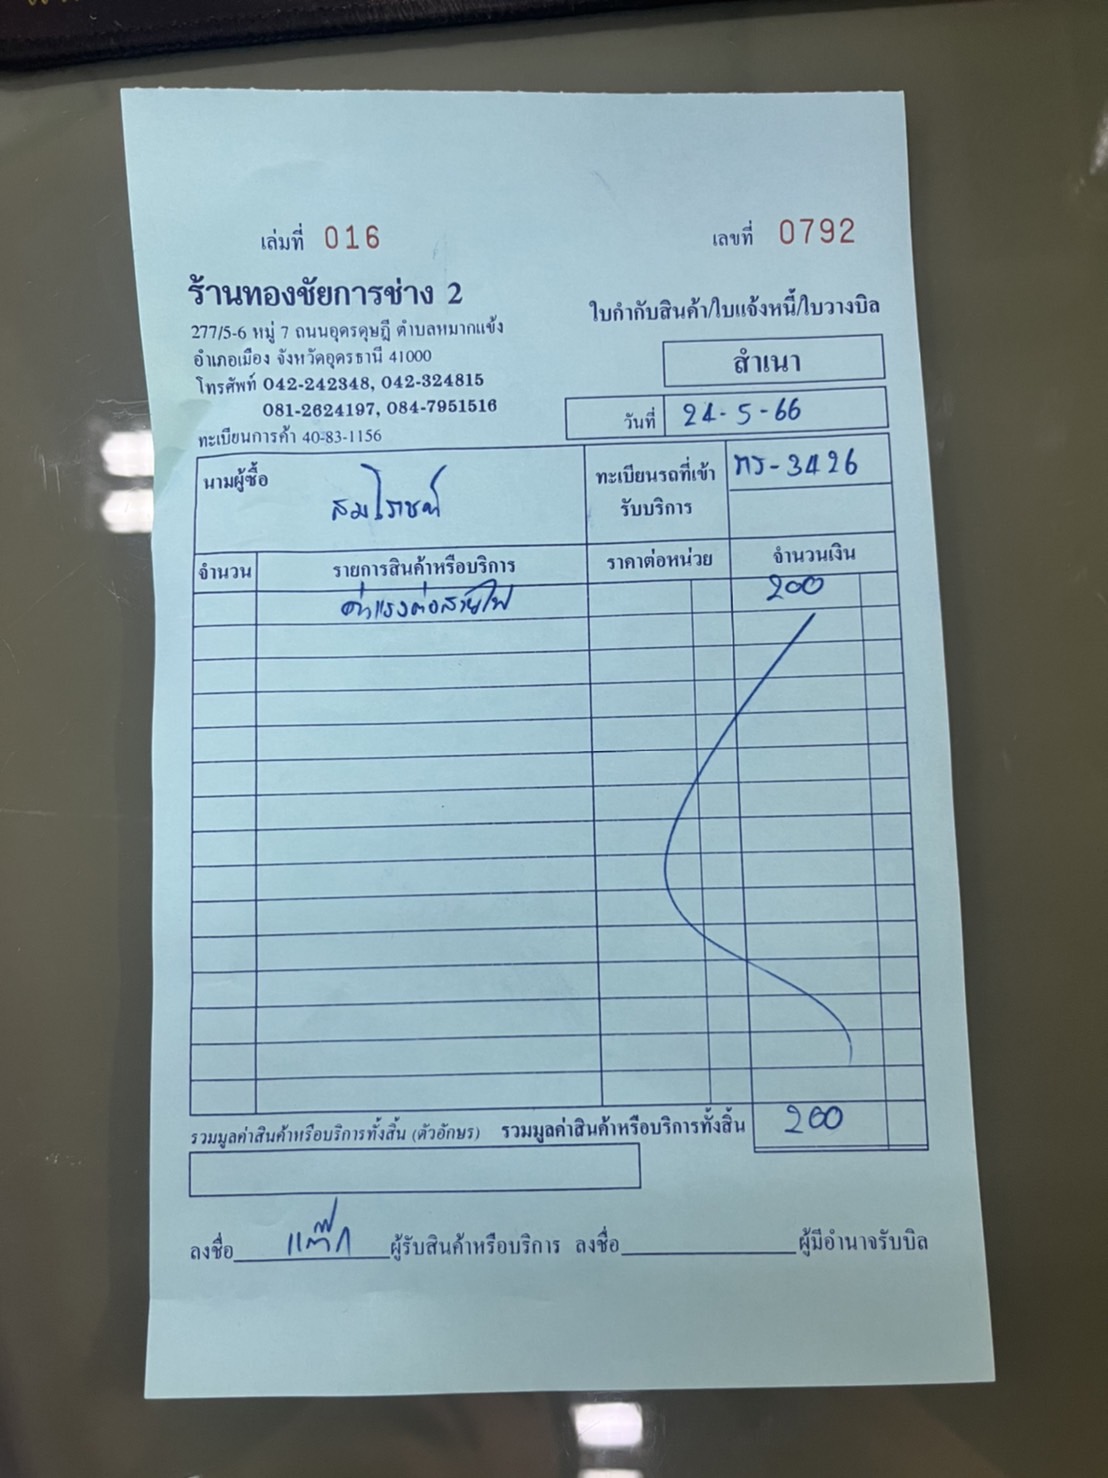 เล่มที่ 016
เลขที่ 0792
ร้านทองชัยการช่าง 2
277/5-6 หมู่ 7 ถนนอุดรดุษฎี ตำบลหมากแข้ง
อำเภอเมือง จังหวัดอุดรธานี 41000
โทรศัพท์ 042-242348, 042-324815
081-2624197, 084-7951516
ทะเบียนการค้า 40-83-1156
ใบกำกับสินค้า/ใบแจ้งหนี้/ใบวางบิล
สำเนา
วันที่ 24-5-66
นามผู้ซื้อ
ทะเบียนรถที่เข้า
รับบริการ
กร-3426
จำนวน รายการสินค้าหรือบริการ ราคาต่อหน่วย จำนวนเงิน
ค่าแรงต่อสายไฟ 200
รวมมูลค่าสินค้าหรือบริการทั้งสิ้น (ตัวอักษร) รวมมูลค่าสินค้าหรือบริการทั้งสิ้น 200
ลงชื่อ ผู้รับสินค้าหรือบริการ ลงชื่อ ผู้มีอำนาจรับบิล